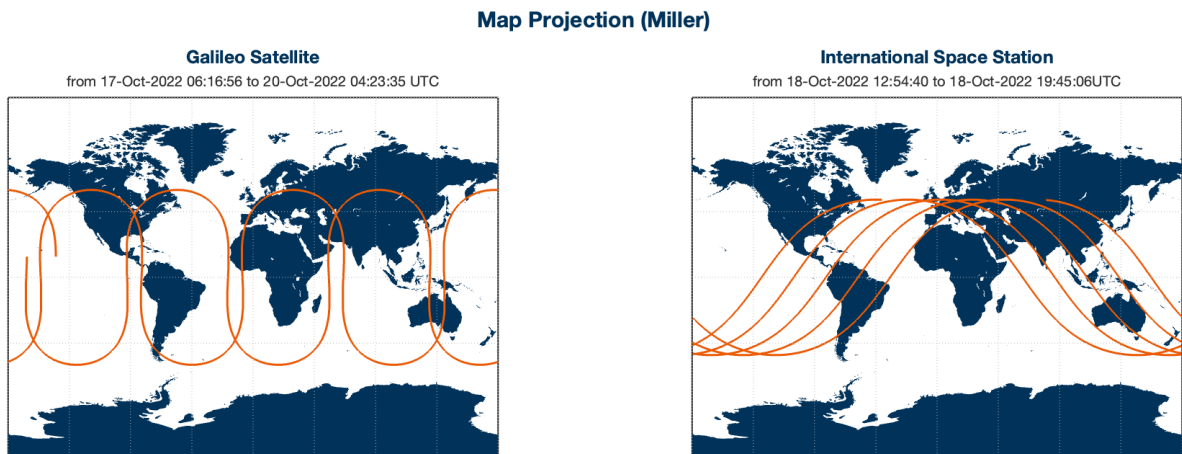 Map Projection (Miller)
Galileo Satellite
from 17-Oct-2022 06:16:56 to 20-Oct-2022 04:23:35 UTC
International Space Station
from 18-Oct-2022 12:54:40 to 18-Oct-2022 19:45:06UTC